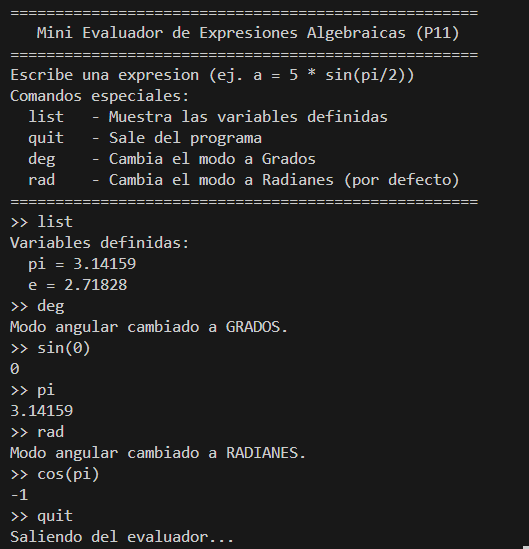 ====================================================
   Mini Evaluador de Expresiones Algebraicas (P11)
====================================================
Escribe una expresion (ej. a = 5 * sin(pi/2))
Comandos especiales:
  list   - Muestra las variables definidas
  quit   - Sale del programa
  deg    - Cambia el modo a Grados
  rad    - Cambia el modo a Radianes (por defecto)
====================================================
>> list
Variables definidas:
  pi = 3.14159
  e = 2.71828
>> deg
Modo angular cambiado a GRADOS.
>> sin(0)
0
>> pi
3.14159
>> rad
Modo angular cambiado a RADIANES.
>> cos(pi)
-1
>> quit
Saliendo del evaluador...